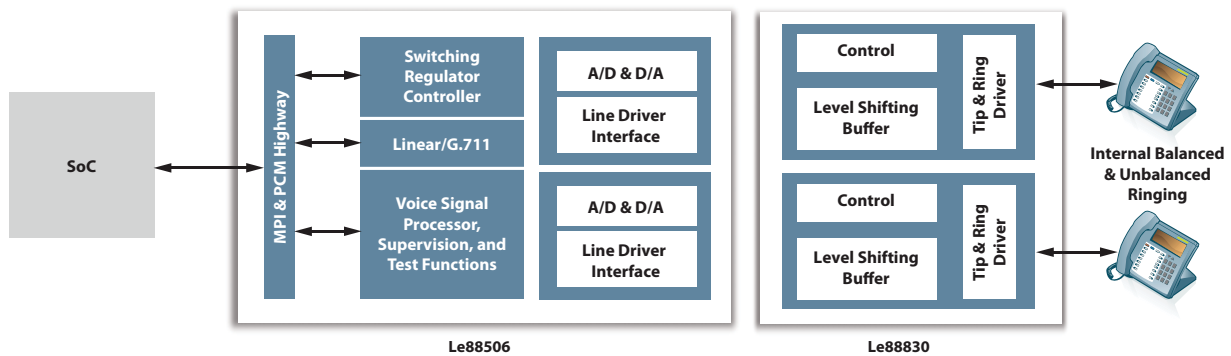 SoC
MPI & PCM Highway
Switching
Regulator
Controller
Linear/G.711
Voice Signal
Processor,
Supervision, and
Test Functions
A/D & D/A
Line Driver
Interface
A/D & D/A
Line Driver
Interface
Le88506
Control
Level Shifting
Buffer
Tip & Ring
Driver
Control
Level Shifting
Buffer
Tip & Ring
Driver
Le88830
Internal Balanced
& Unbalanced
Ringing